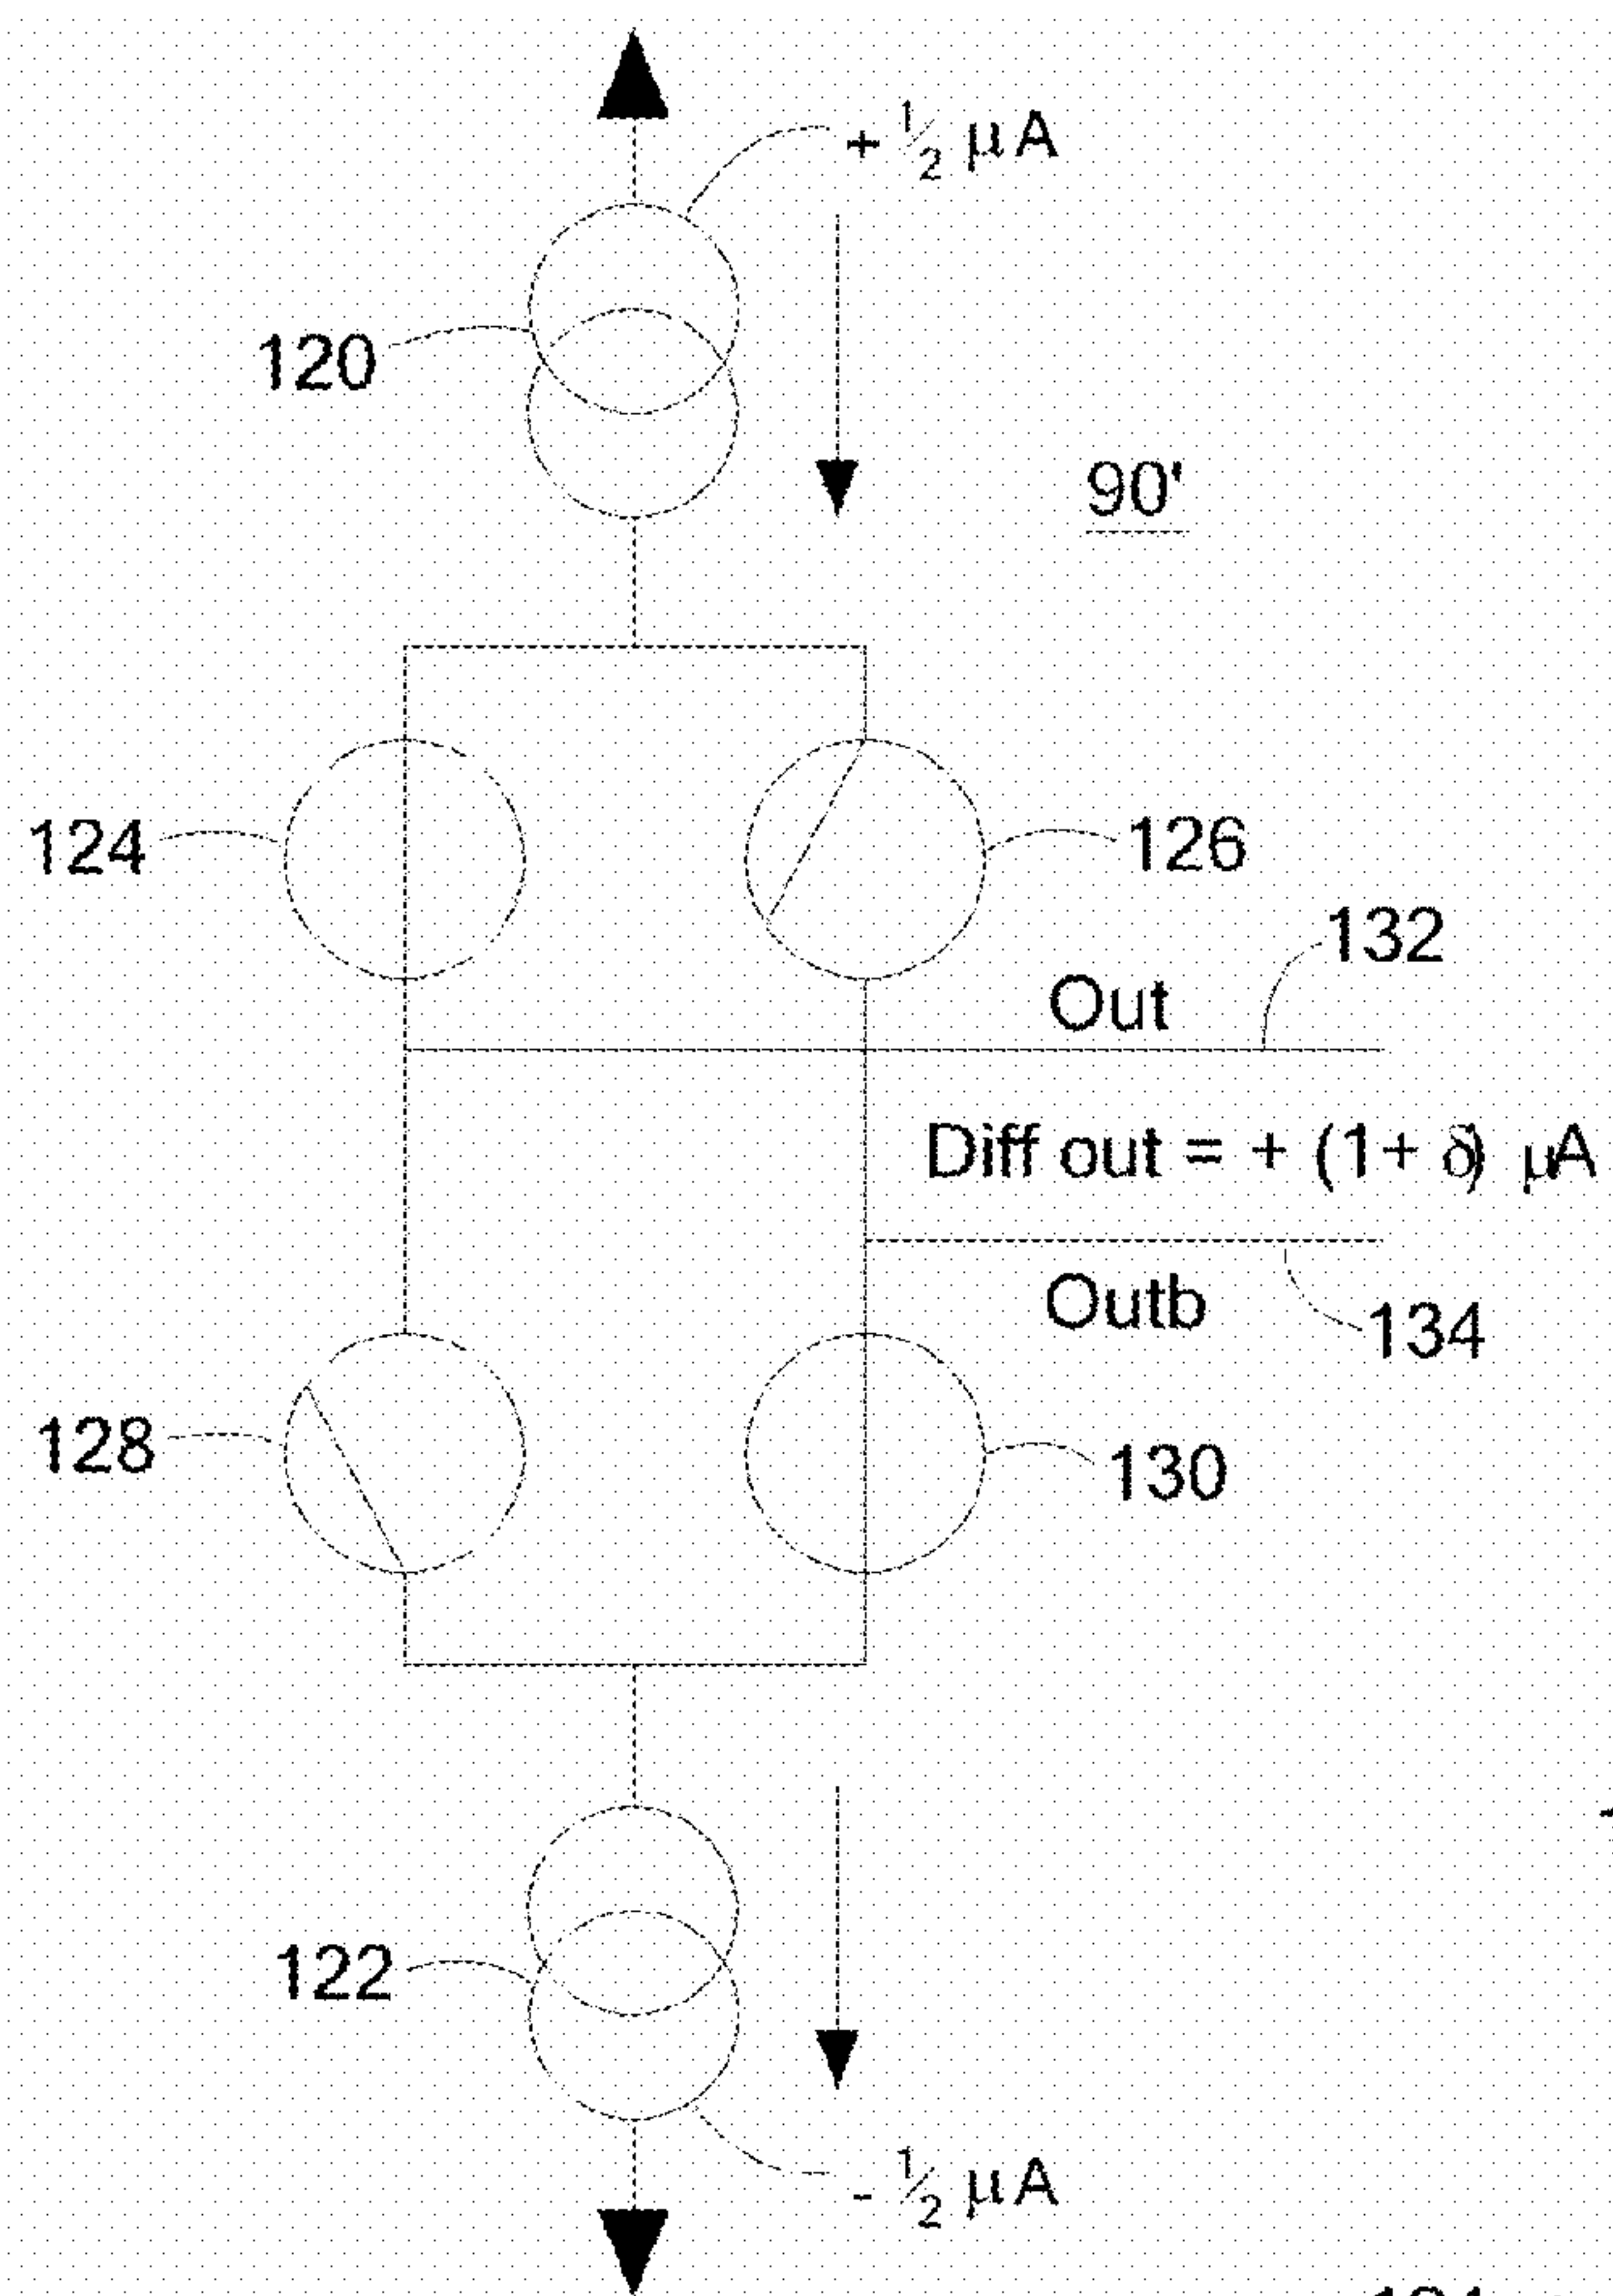 + ½ μA
120
90'
124
126
132
Out
Diff out = + (1+ δ) μA
Outb
134
128
130
122
- ½ μA